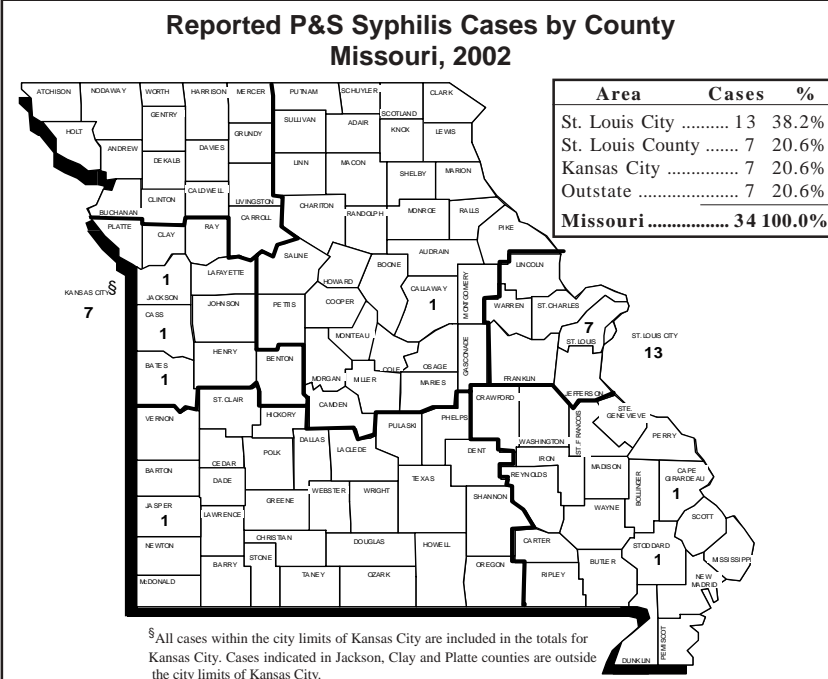 Reported P&S Syphilis Cases by County
Missouri, 2002
Area Cases %
St. Louis City .......... 13 38.2%
St. Louis County ....... 7 20.6%
Kansas City .............. 7 20.6%
Outstate ................... 7 20.6%
Missouri ................. 34 100.0%
ATCHISON NODAWAY WORTH HARRISON MERCER PUTNAM SCHUYLER SCOTLAND CLARK
HOLT GENTRY SULLIVAN ADAIR KNOX LEWIS
ANDREW GRUNDY
DEKALB DAVIES LINN MACON SHELBY MARION
BUCHANAN CLINTON CALDWELL LIVINGSTON CHARITON RANDOLPH MONROE RALLS
PLATTE CLAY RAY CARROLL PIKE
SALINE AUDRAIN
LINCOLN
KANSAS CITY§
7
1
JACKSON
LAFAYETTE
HOWARD
BOONE
CALLAWAY
1
MONTGOMERY
WARREN
ST. CHARLES
CASS
1
JOHNSON
PETTIS
COOPER
MONITEAU
COLE
OSAGE
GASCONADE
7
ST. LOUIS
ST. LOUIS CITY
13
BATES
1
HENRY
BENTON
MORGAN
MILLER
MARIES
FRANKLIN
JEFFERSON
ST. CLAIR
HICKORY
CAMDEN
PULASKI
PHELPS
CRAWFORD
WASHINGTON
ST. FRANCOIS
STE.
GENEVIEVE
PERRY
VERNON
CEDAR
POLK
DALLAS
LACLEDE
DENT
IRON
REYNOLDS
MADISON
BOLLINGER
CAPE
GIRARDEAU
1
BARTON
DADE
GREENE
WEBSTER
WRIGHT
TEXAS
SHANNON
WAYNE
SCOTT
JASPER
1
LAWRENCE
CHRISTIAN
DOUGLAS
HOWELL
CARTER
STODDARD
1
MISSISSIPPI
NEWTON
STONE
BARRY
TANEY
OZARK
OREGON
RIPLEY
BUTLER
NEW
MADRID
McDONALD
PEMISCOT
DUNKLIN
§All cases within the city limits of Kansas City are included in the totals for
Kansas City. Cases indicated in Jackson, Clay and Platte counties are outside
the city limits of Kansas City.